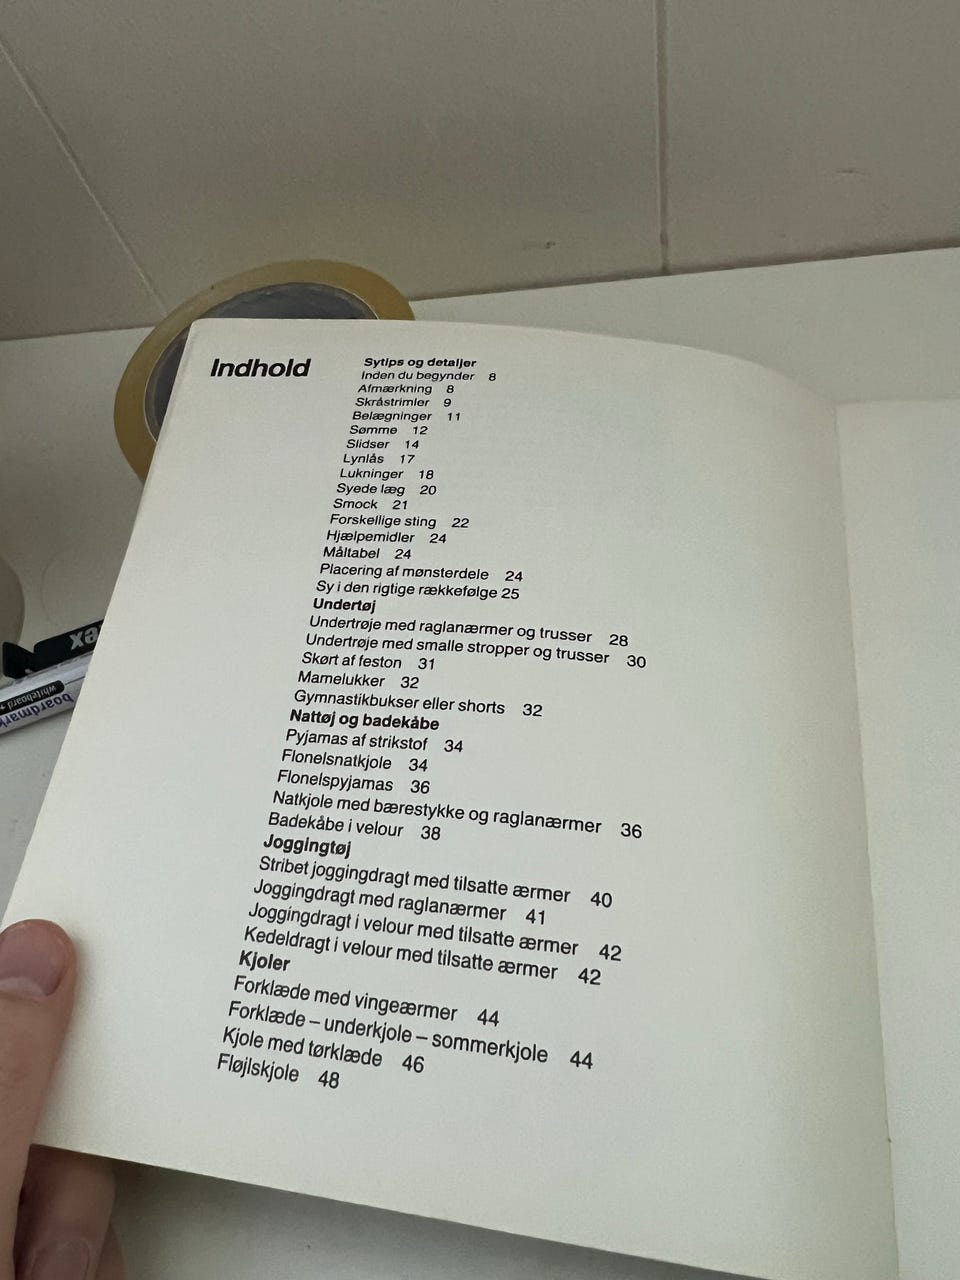 Indhold
Sytips og detaljer
Inden du begynder 8
Afmærkning 8
Skråstrimler 9
Belægninger 11
Sømme 12
Slidser 14
Lynlås 17
Lukninger 18
Syede læg 20
Smock 21
Forskellige sting 22
Hjælpemidler 24
Måltabel 24
Placering af mønsterdele 24
Sy i den rigtige rækkefølge 25
Undertøj
Undertrøje med raglanærmer og trusser 28
Undertrøje med smalle stropper og trusser 30
Skørt af feston 31
Mamelukker 32
Gymnastikbukser eller shorts 32
Nattøj og badekåbe
Pyjamas af strikstof 34
Flonelsnatkjole 34
Flonelspyjamas 36
Natkjole med bærestykke og raglanærmer 36
Badekåbe i velour 38
Joggingtøj
Stribet joggingdragt med tilsatte ærmer 40
Joggingdragt med raglanærmer 41
Joggingdragt i velour med tilsatte ærmer 42
Kedeldragt i velour med tilsatte ærmer 42
Kjoler
Forklæde med vingeærmer 44
Forklæde – underkjole – sommerkjole 44
Kjole med tørklæde 46
Fløjlskjole 48
ex
boardmark
whiteboard +